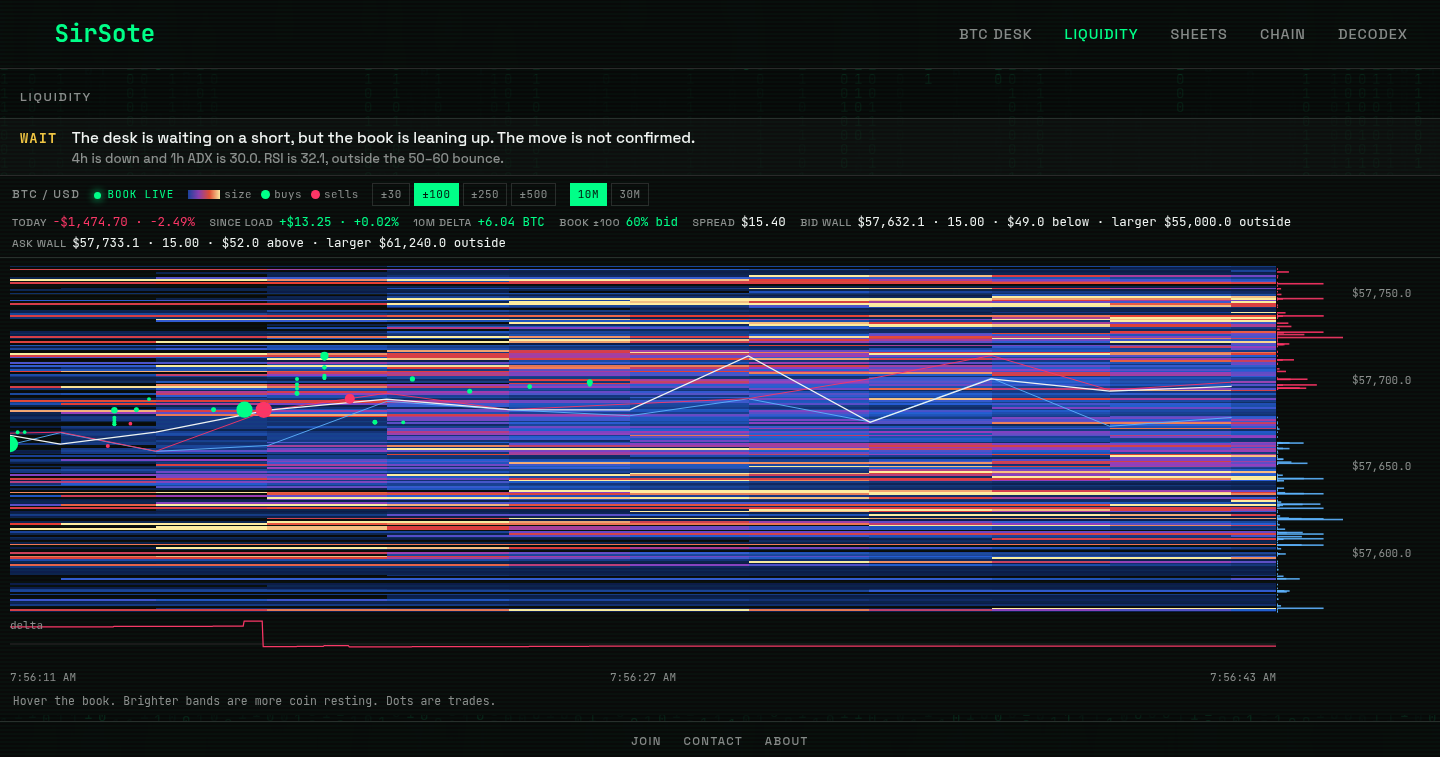 SirSote
BTC DESK LIQUIDITY SHEETS CHAIN DECODEX
LIQUIDITY
WAIT The desk is waiting on a short, but the book is leaning up. The move is not confirmed.
4h is down and 1h ADX is 30.0. RSI is 32.1, outside the 50–60 bounce.
BTC / USD BOOK LIVE size buys sells ±30 ±100 ±250 ±500 10M 30M
TODAY -$1,474.70 · -2.49% SINCE LOAD +$13.25 · +0.02% 10M DELTA +6.04 BTC BOOK ±100 60% bid SPREAD $15.40 BID WALL $57,632.1 · 15.00 · $49.0 below · larger $55,000.0 outside
ASK WALL $57,733.1 · 15.00 · $52.0 above · larger $61,240.0 outside
$57,750.0
$57,700.0
$57,650.0
$57,600.0
delta
7:56:11 AM 7:56:27 AM 7:56:43 AM
Hover the book. Brighter bands are more coin resting. Dots are trades.
JOIN CONTACT ABOUT